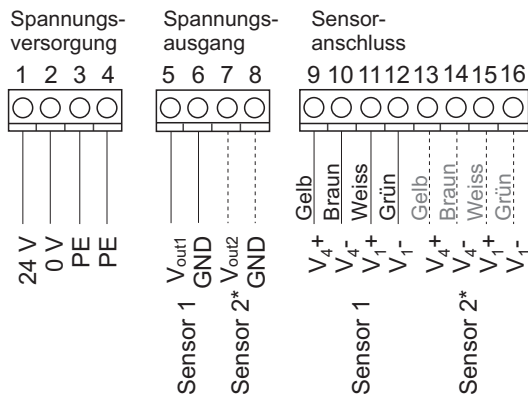 Spannungs-
versorgung
Spannungs-
ausgang
Sensor-
anschluss
1 2 3 4
5 6 7 8
9 10 11 12 13 14 15 16
24 V
0 V
PE
PE
Vout1
GND
Vout2
GND
Sensor 1
Sensor 2*
Gelb
Braun
Weiss
Grün
Gelb
Braun
Weiss
Grün
V4+
V4-
V1+
V1-
V4+
V4-
V1+
V1-
Sensor 1
Sensor 2*